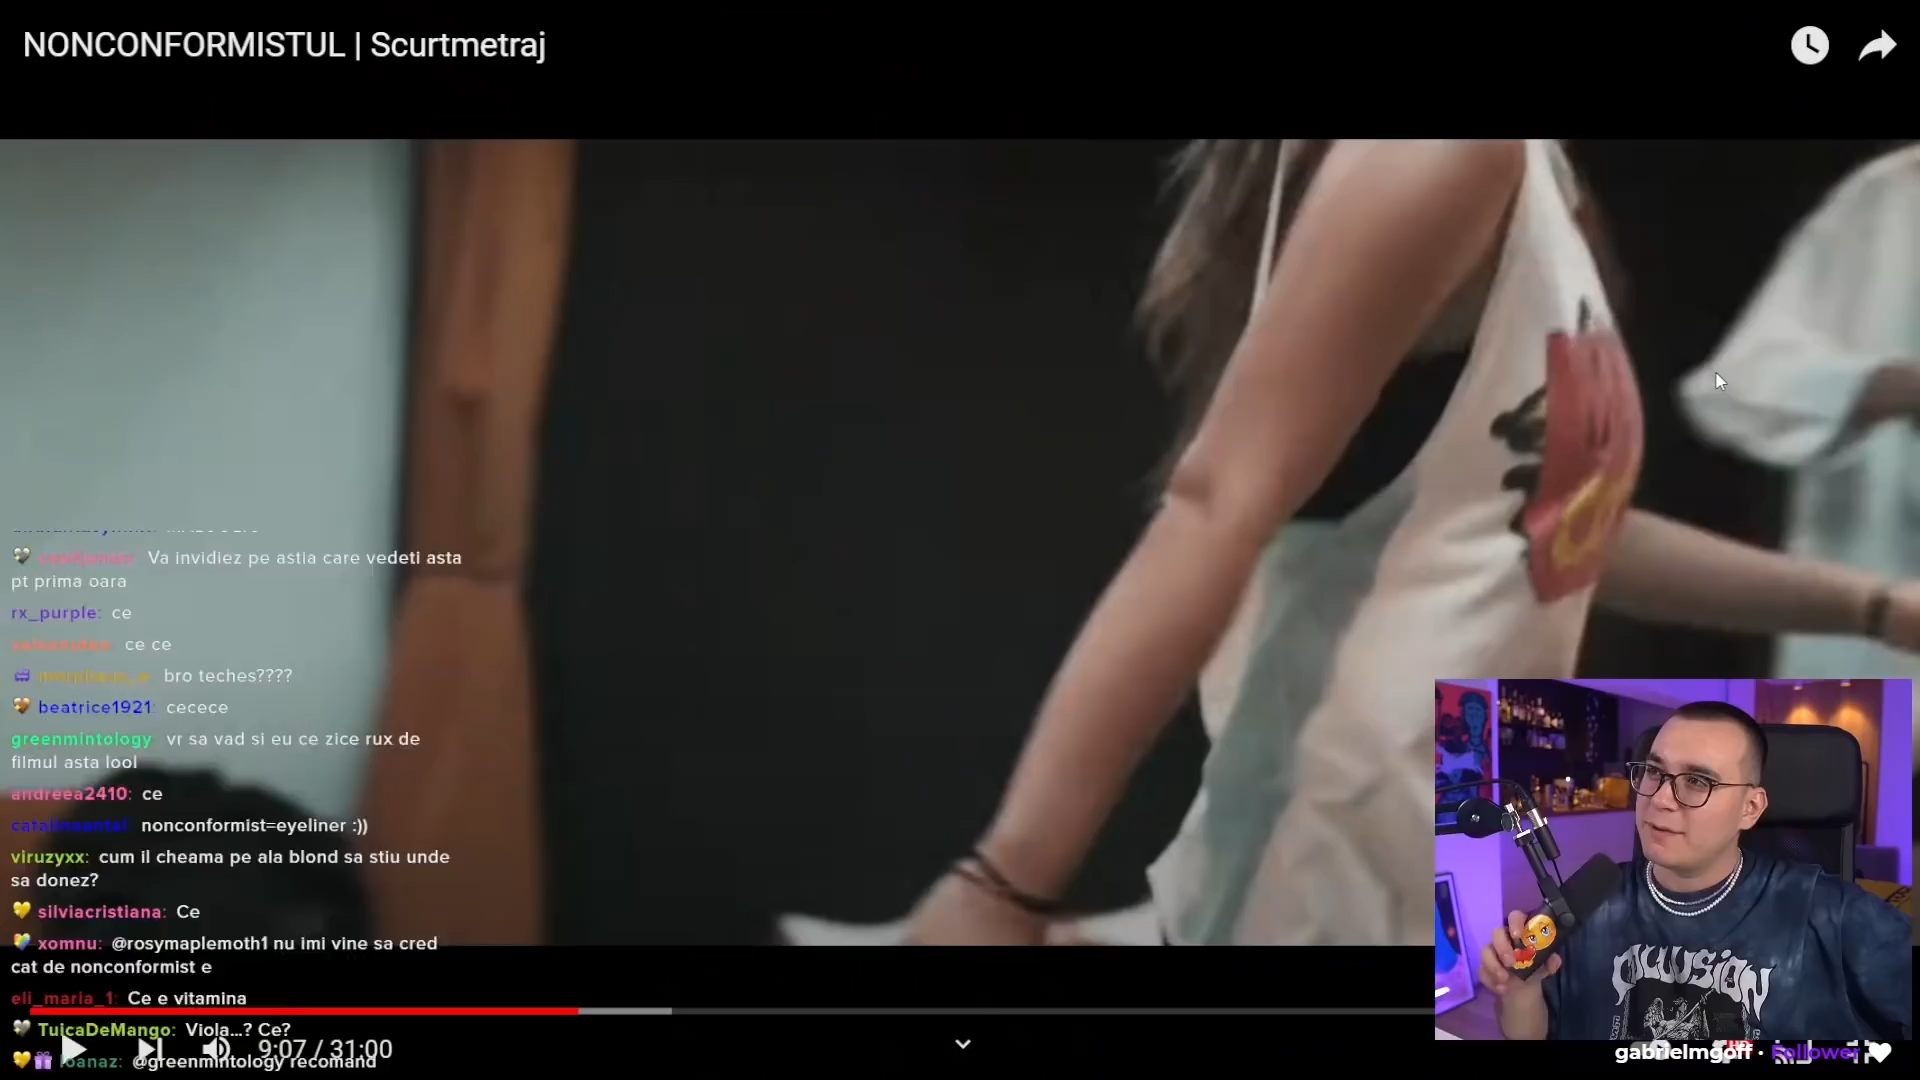 NONCONFORMISTUL | Scurtmetraj
Va invidiez pe astia care vedeti asta
pt prima oara
rx_purple: ce
ce ce
bro teches????
beatrice1921: cecece
greenmintology: vr sa vad si eu ce zice rux de
filmul asta lool
andreea2410: ce
nonconformist=eyeliner :))
viruzyxx: cum il cheama pe ala blond sa stiu unde
sa donez?
silviacristiana: Ce
xomnu: @rosymaplemoth1 nu imi vine sa cred
cat de nonconformist e
eli_maria_1: Ce e vitamina
TuicaDeMango: Viola...? Ce?
9:07 / 31:00
loanaz: @greenmintology recomand
gabrielmgoff · Follower